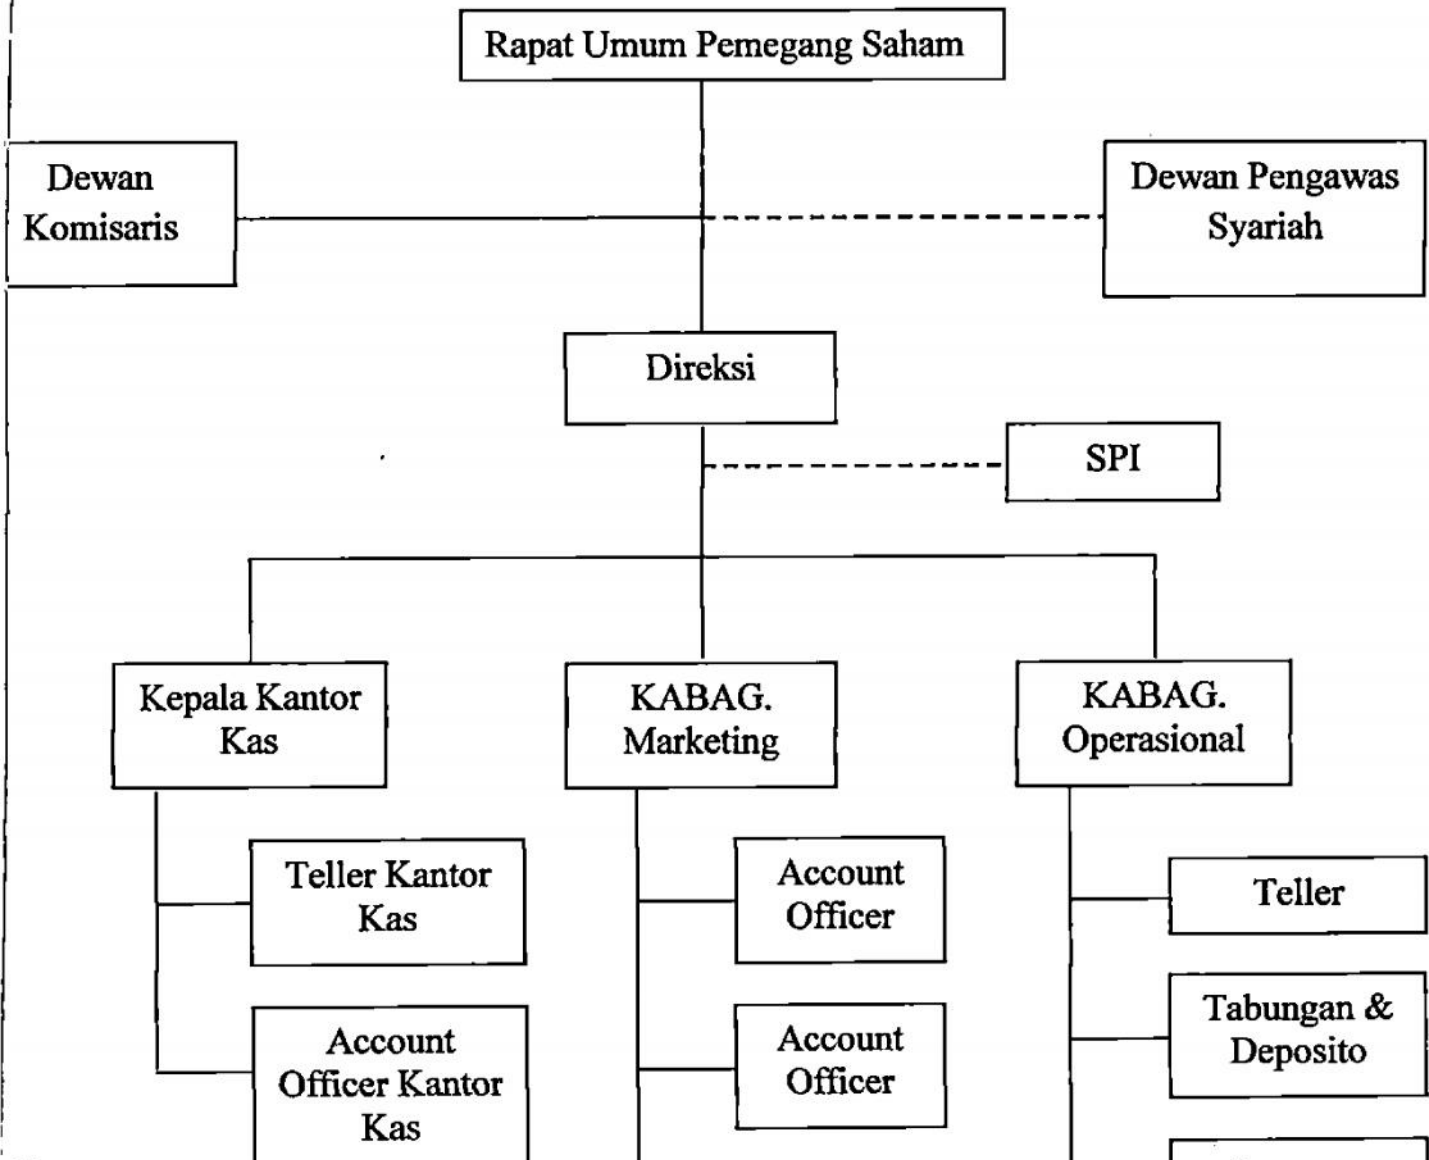 Rapat Umum Pemegang Saham
Dewan
Komisaris
Dewan Pengawas
Syariah
Direksi
SPI
Kepala Kantor
Kas
KABAG.
Marketing
KABAG.
Operasional
Teller Kantor
Kas
Account
Officer
Teller
Account
Officer Kantor
Kas
Account
Officer
Tabungan &
Deposito